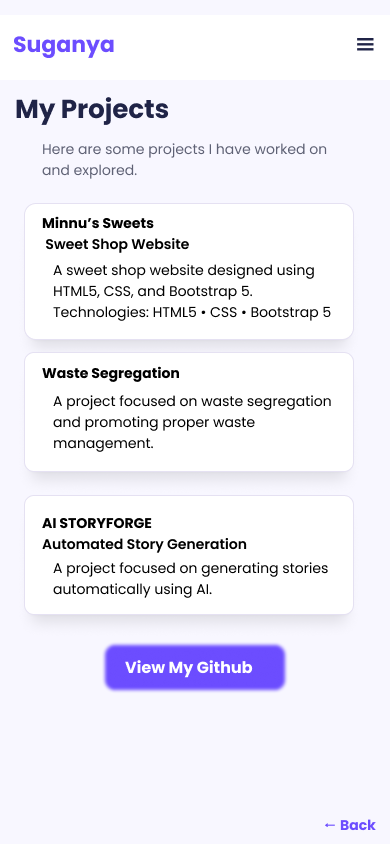 Suganya
My Projects
Here are some projects I have worked on
and explored.
Minnu’s Sweets
Sweet Shop Website
A sweet shop website designed using
HTML5, CSS, and Bootstrap 5.
Technologies: HTML5 • CSS • Bootstrap 5
Waste Segregation
A project focused on waste segregation
and promoting proper waste
management.
AI STORYFORGE
Automated Story Generation
A project focused on generating stories
automatically using AI.
View My Github
← Back